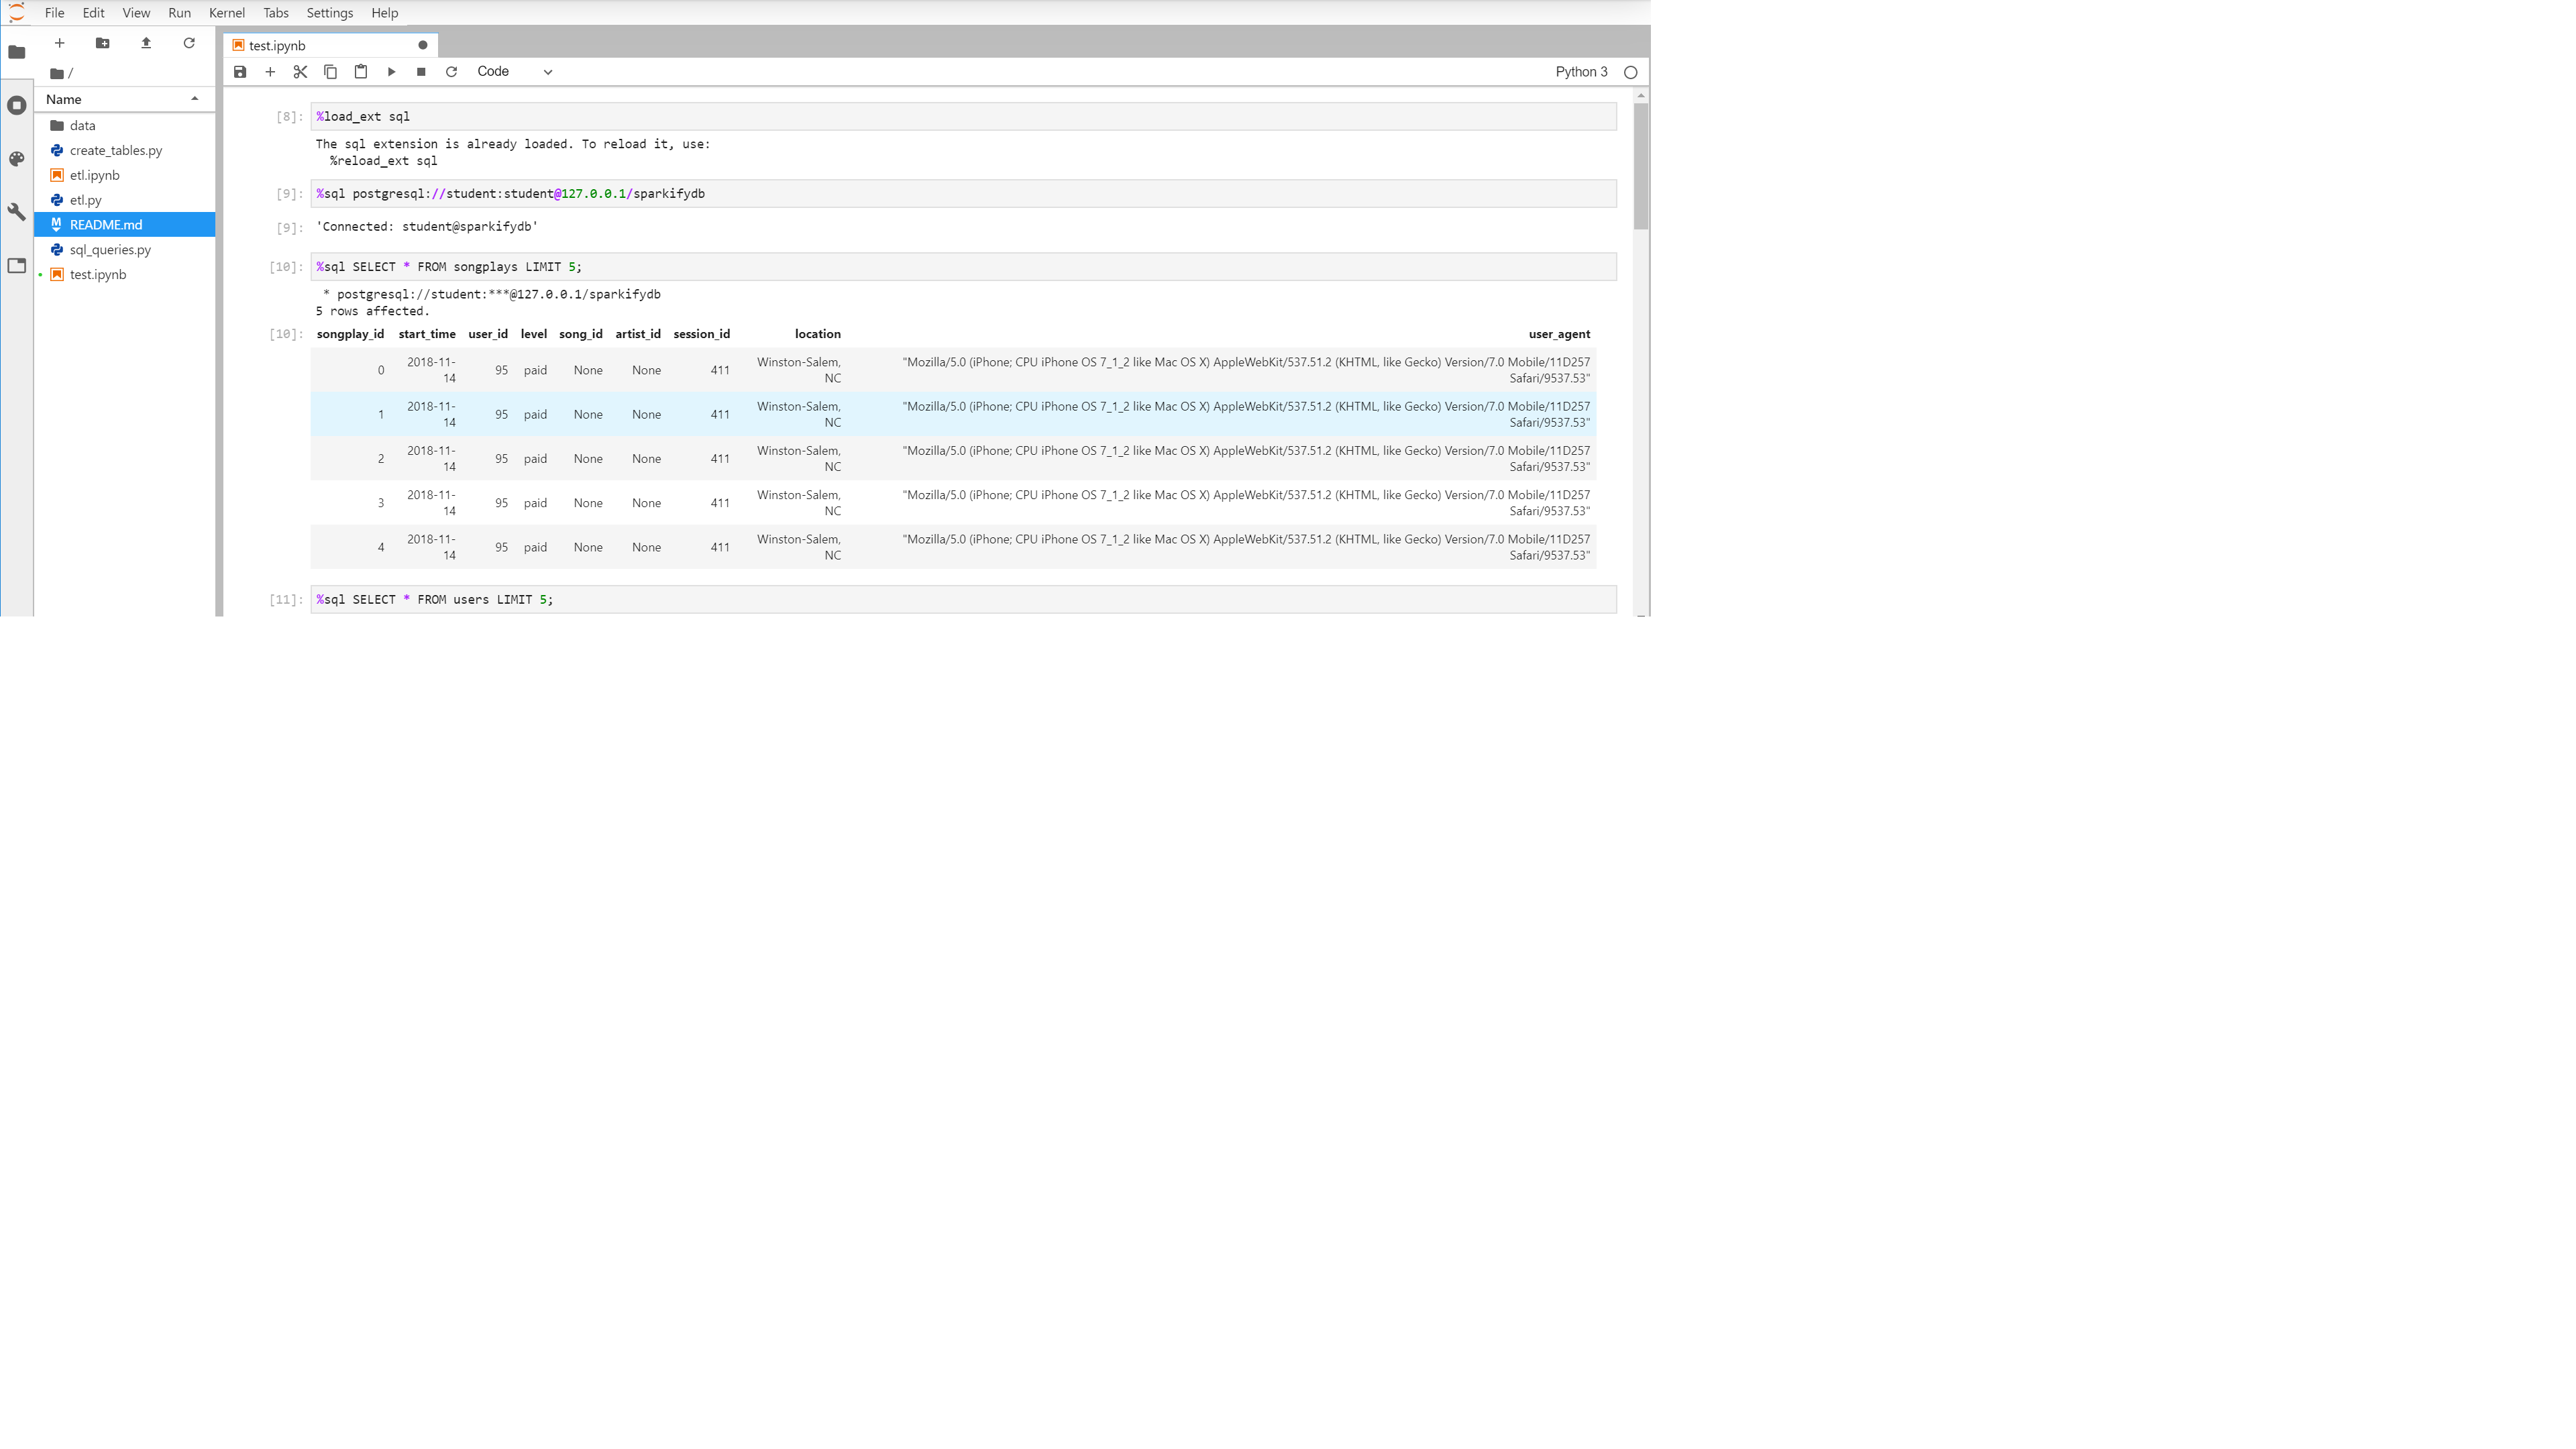 File Edit View Run Kernel Tabs Settings Help
test.ipynb
/
Code
Python 3
Name
data
create_tables.py
etl.ipynb
etl.py
README.md
sql_queries.py
test.ipynb
[8]: %load_ext sql
The sql extension is already loaded. To reload it, use:
%reload_ext sql
[9]: %sql postgresql://student:student@127.0.0.1/sparkifydb
[9]: 'Connected: student@sparkifydb'
[10]: %sql SELECT * FROM songplays LIMIT 5;
* postgresql://student:***@127.0.0.1/sparkifydb
5 rows affected.
[10]: songplay_id start_time user_id level song_id artist_id session_id location user_agent
0 2018-11-14 95 paid None None 411 Winston-Salem, NC "Mozilla/5.0 (iPhone; CPU iPhone OS 7_1_2 like Mac OS X) AppleWebKit/537.51.2 (KHTML, like Gecko) Version/7.0 Mobile/11D257 Safari/9537.53"
1 2018-11-14 95 paid None None 411 Winston-Salem, NC "Mozilla/5.0 (iPhone; CPU iPhone OS 7_1_2 like Mac OS X) AppleWebKit/537.51.2 (KHTML, like Gecko) Version/7.0 Mobile/11D257 Safari/9537.53"
2 2018-11-14 95 paid None None 411 Winston-Salem, NC "Mozilla/5.0 (iPhone; CPU iPhone OS 7_1_2 like Mac OS X) AppleWebKit/537.51.2 (KHTML, like Gecko) Version/7.0 Mobile/11D257 Safari/9537.53"
3 2018-11-14 95 paid None None 411 Winston-Salem, NC "Mozilla/5.0 (iPhone; CPU iPhone OS 7_1_2 like Mac OS X) AppleWebKit/537.51.2 (KHTML, like Gecko) Version/7.0 Mobile/11D257 Safari/9537.53"
4 2018-11-14 95 paid None None 411 Winston-Salem, NC "Mozilla/5.0 (iPhone; CPU iPhone OS 7_1_2 like Mac OS X) AppleWebKit/537.51.2 (KHTML, like Gecko) Version/7.0 Mobile/11D257 Safari/9537.53"
[11]: %sql SELECT * FROM users LIMIT 5;